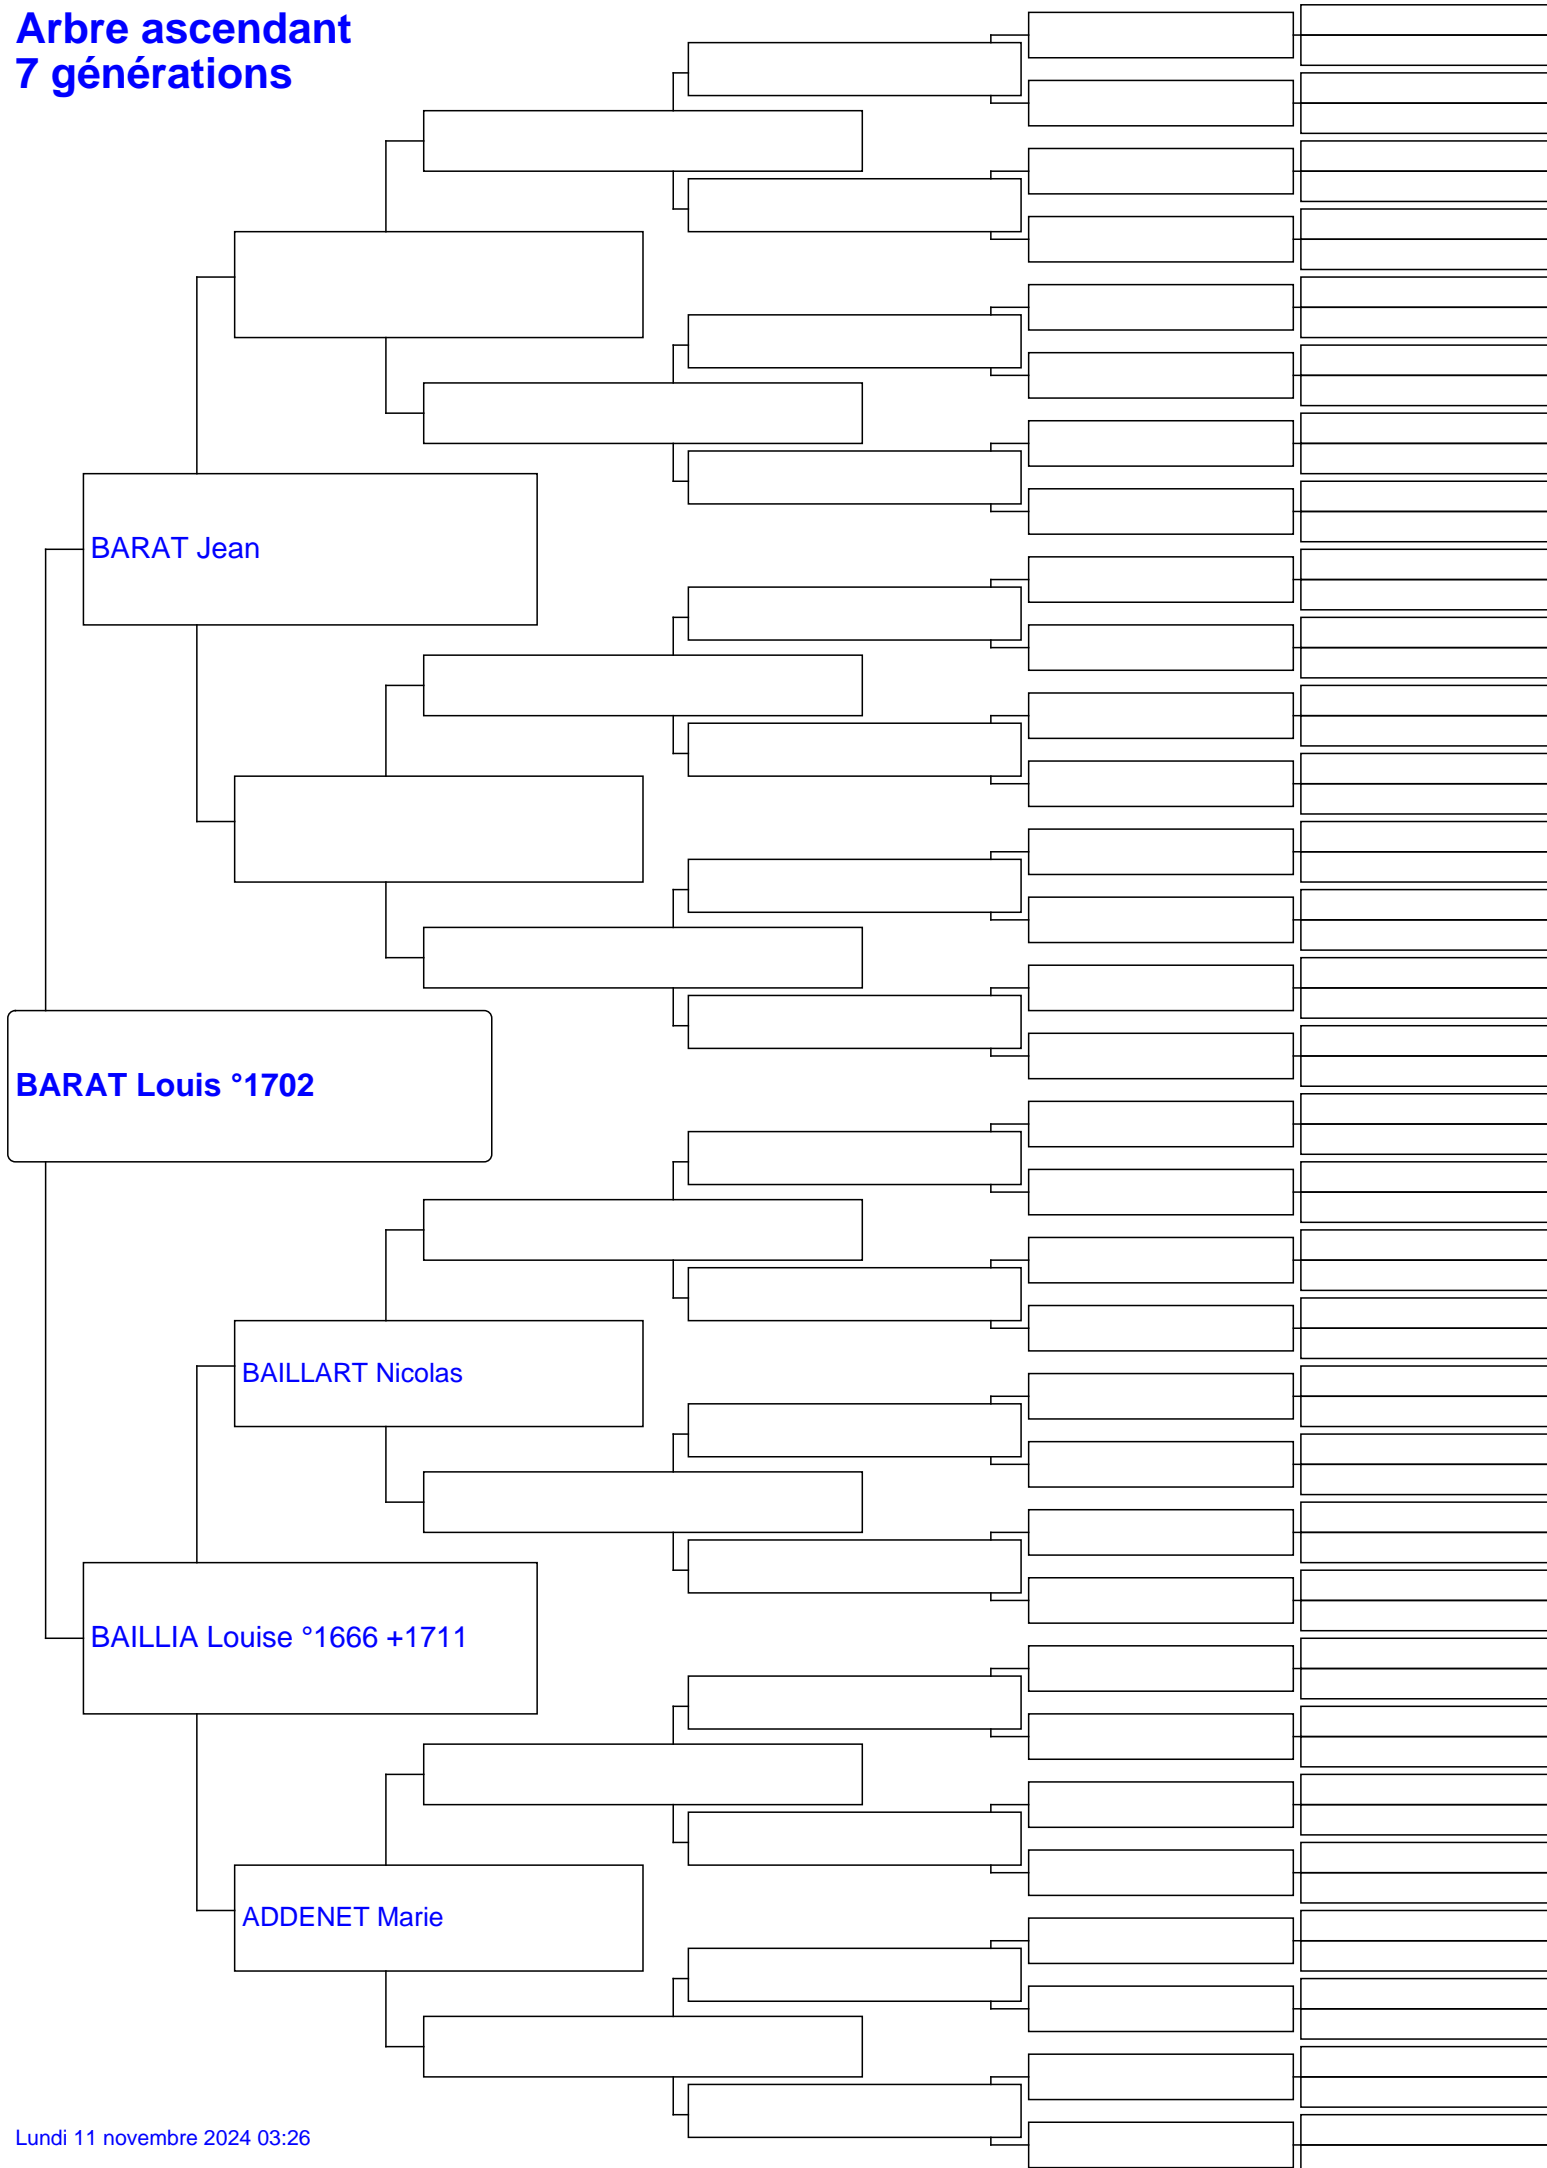 Arbre ascendant
7 générations
BARAT Jean
BARAT Louis °1702
BAILLART Nicolas
BAILLIA Louise °1666 +1711
ADDENET Marie
Lundi 11 novembre 2024 03:26